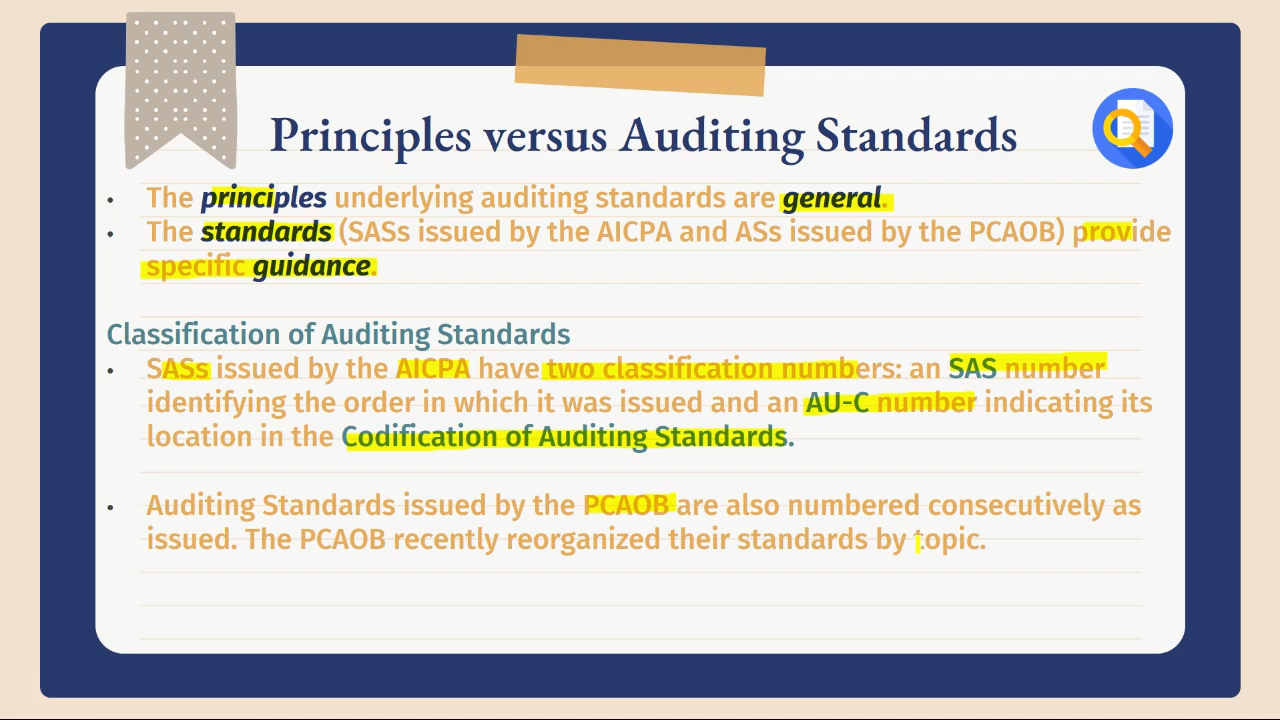 Principles versus Auditing Standards
• The principles underlying auditing standards are general.
• The standards (SASs issued by the AICPA and ASs issued by the PCAOB) provide
specific guidance.
Classification of Auditing Standards
• SASs issued by the AICPA have two classification numbers: an SAS number
identifying the order in which it was issued and an AU-C number indicating its
location in the Codification of Auditing Standards.
• Auditing Standards issued by the PCAOB are also numbered consecutively as
issued. The PCAOB recently reorganized their standards by topic.